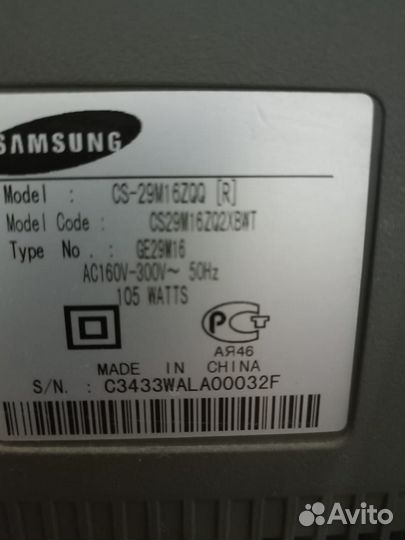 SAMSUNG
Model : CS-29M16ZQQ [R]
Model Code : CS29M16ZQ2XBWT
Type No. : GE29M16
AC160V-300V~ 50Hz
105 WATTS
РСТ
АЯ46
MADE IN CHINA
S/N. : C3433WALA00032F
Avito